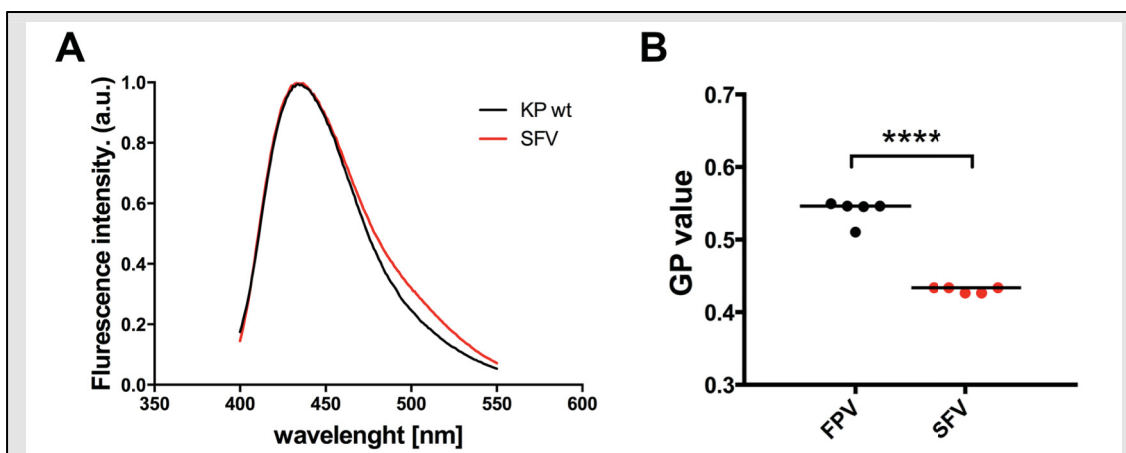 A
Flurescence intensity. (a.u.)
1.0
0.8
0.6
0.4
0.2
0.0
350 400 450 500 550 600
wavelenght [nm]
KP wt
SFV
B
GP value
0.7
0.6
0.5
0.4
0.3
****
FPV SFV